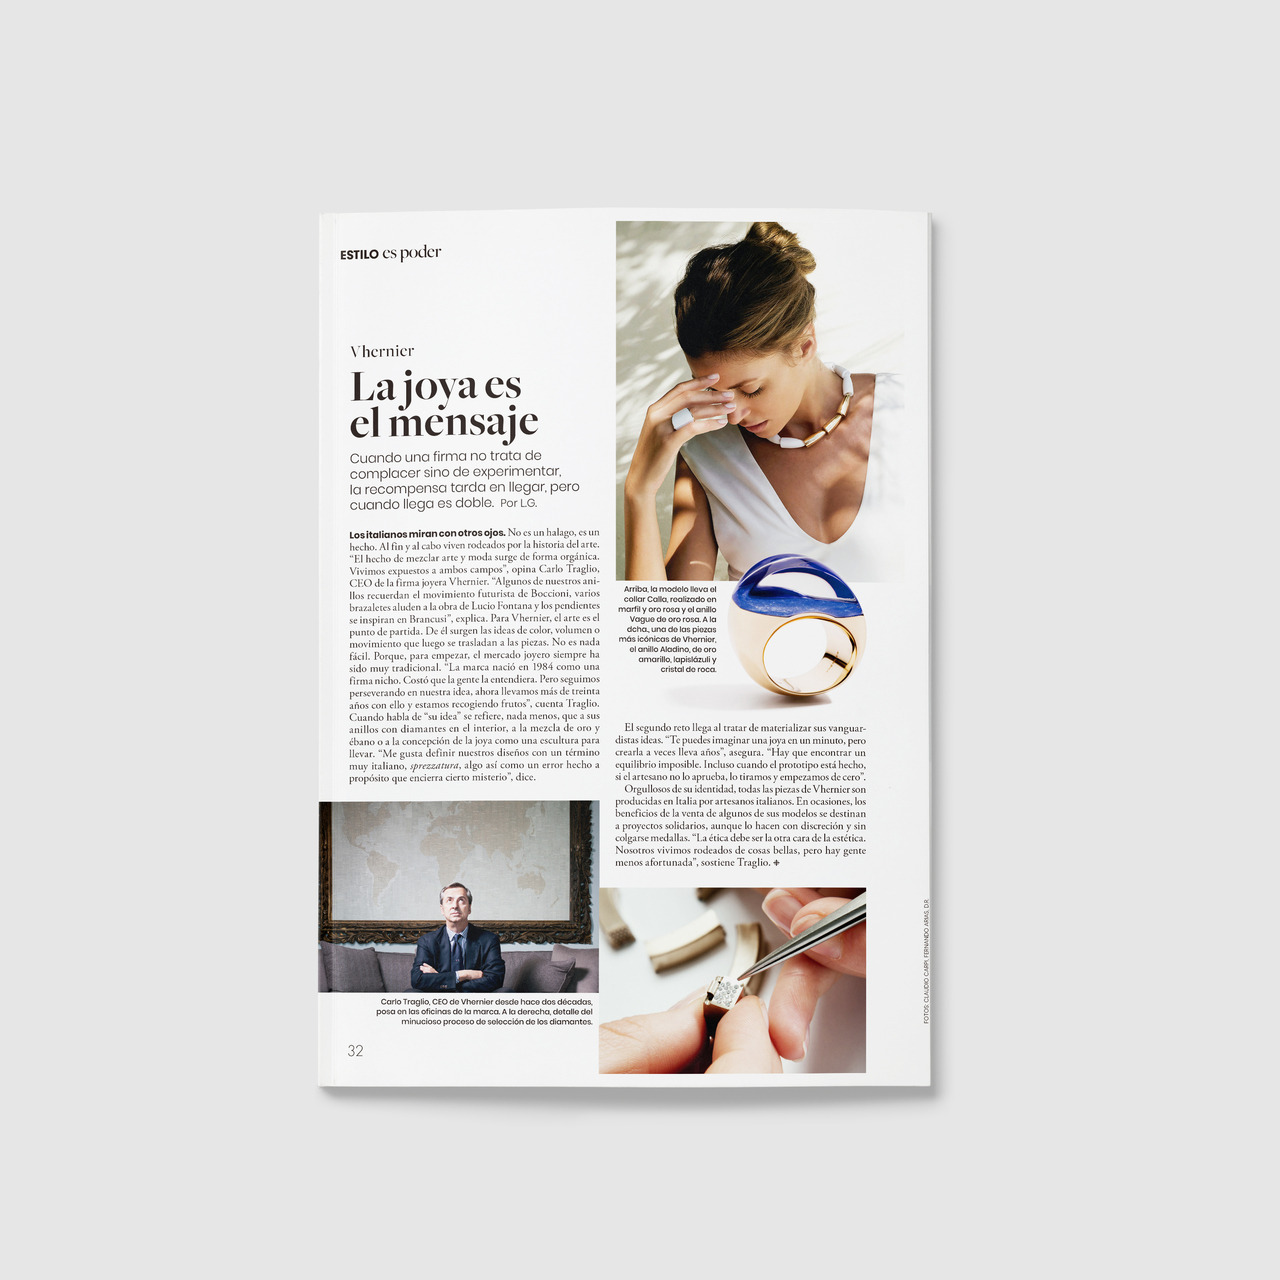 ESTILO es poder
Vhernier
La joya es
el mensaje
Cuando una firma no trata de
complacer sino de experimentar,
la recompensa tarda en llegar, pero
cuando llega es doble. Por L.G.
Los italianos miran con otros ojos. No es un halago, es un
hecho. Al fin y al cabo viven rodeados por la historia del arte.
“El hecho de mezclar arte y moda surge de forma orgánica.
Vivimos expuestos a ambos campos”, opina Carlo Traglio,
CEO de la firma joyera Vhernier. “Algunos de nuestros ani-
llos recuerdan el movimiento futurista de Boccioni, varios
brazaletes aluden a la obra de Lucio Fontana y los pendientes
se inspiran en Brancusi”, explica. Para Vhernier, el arte es el
punto de partida. De él surgen las ideas de color, volumen o
movimiento que luego se trasladan a las piezas. No es nada
fácil. Porque, para empezar, el mercado joyero siempre ha
sido muy tradicional. “La marca nació en 1984 como una
firma nicho. Costó que la gente la entendiera. Pero seguimos
perseverando en nuestra idea, ahora llevamos más de treinta
años con ello y estamos recogiendo frutos”, cuenta Traglio.
Cuando habla de “su idea” se refiere, nada menos, que a sus
anillos con diamantes en el interior, a la mezcla de oro y
ébano o a la concepción de la joya como una escultura para
llevar. “Me gusta definir nuestros diseños con un término
muy italiano, sprezzatura, algo así como un error hecho a
propósito que encierra cierto misterio”, dice.
Carlo Traglio, CEO de Vhernier desde hace dos décadas,
posa en las oficinas de la marca. A la derecha, detalle del
minucioso proceso de selección de los diamantes.
32
Arriba, la modelo lleva el
collar Calla, realizado en
marfil y oro rosa y el anillo
Vague de oro rosa. A la
dcha., una de las piezas
más icónicas de Vhernier,
el anillo Aladino, de oro
amarillo, lapislázuli y
cristal de roca.
El segundo reto llega al tratar de materializar sus vanguar-
distas ideas. “Te puedes imaginar una joya en un minuto, pero
crearla a veces lleva años”, asegura. “Hay que encontrar un
equilibrio imposible. Incluso cuando el prototipo está hecho,
si el artesano no lo aprueba, lo tiramos y empezamos de cero”.
Orgullosos de su identidad, todas las piezas de Vhernier son
producidas en Italia por artesanos italianos. En ocasiones, los
beneficios de la venta de algunos de sus modelos se destinan
a proyectos solidarios, aunque lo hacen con discreción y sin
colgarse medallas. “La ética debe ser la otra cara de la estética.
Nosotros vivimos rodeados de cosas bellas, pero hay gente
menos afortunada”, sostiene Traglio.
FOTOS: CLAUDIO CARPI, FERNANDO ARIAS, D.R.